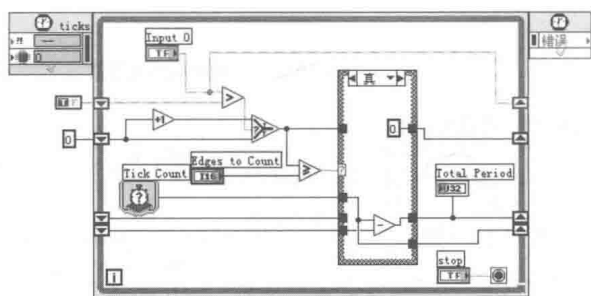 ticks
0
错误
Input 0
TF
TF
真
+1
>
0
0
≥
?
Edges to Count
I16
Tick Count
?
Total Period
U32
-
stop
TF
i